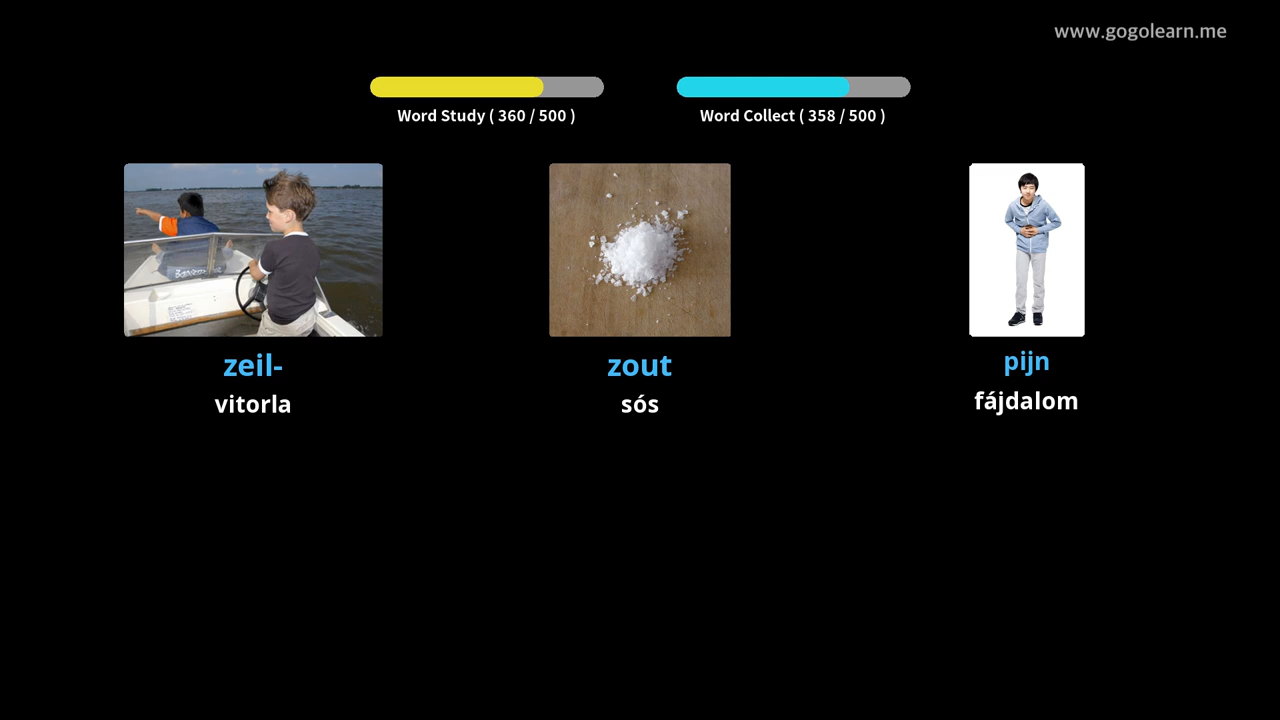 www.gogolearn.me
Word Study ( 360 / 500 )
Word Collect ( 358 / 500 )
zeil-
vitorla
zout
sós
pijn
fájdalom